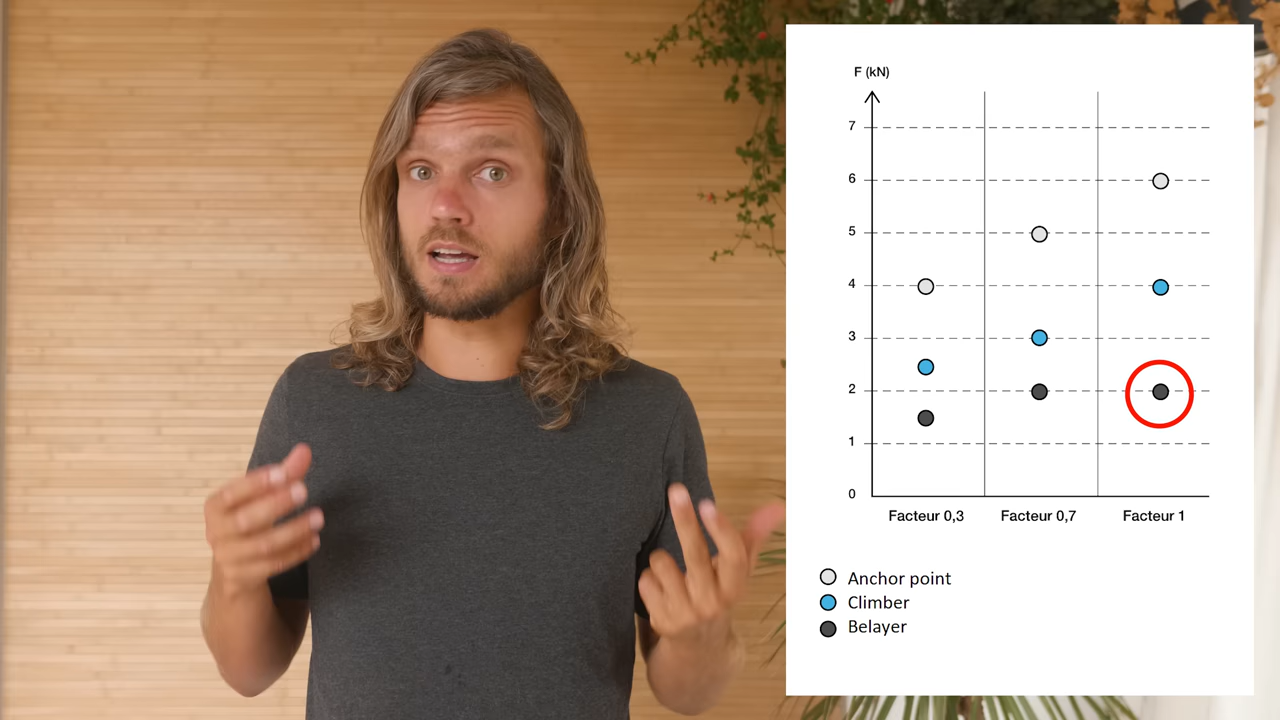 F (kN)
7
6
5
4
3
2
1
0
Facteur 0,3 Facteur 0,7 Facteur 1
Anchor point
Climber
Belayer